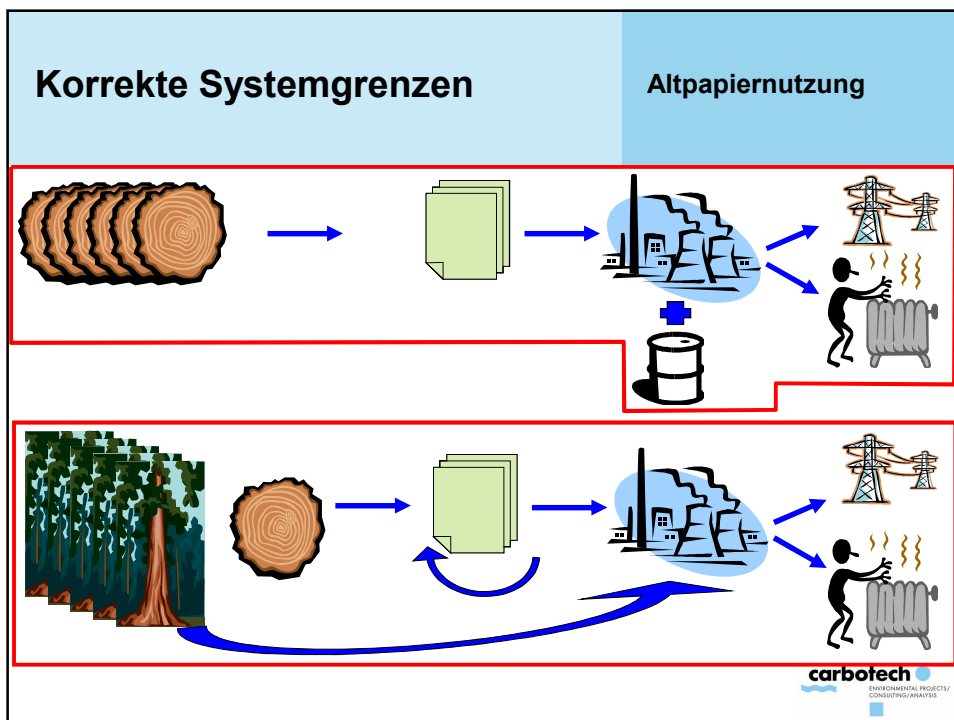 Korrekte Systemgrenzen
Altpapiernutzung
carbotech
ENVIRONMENTAL PROJECTS/
CONSULTING/ANALYSIS